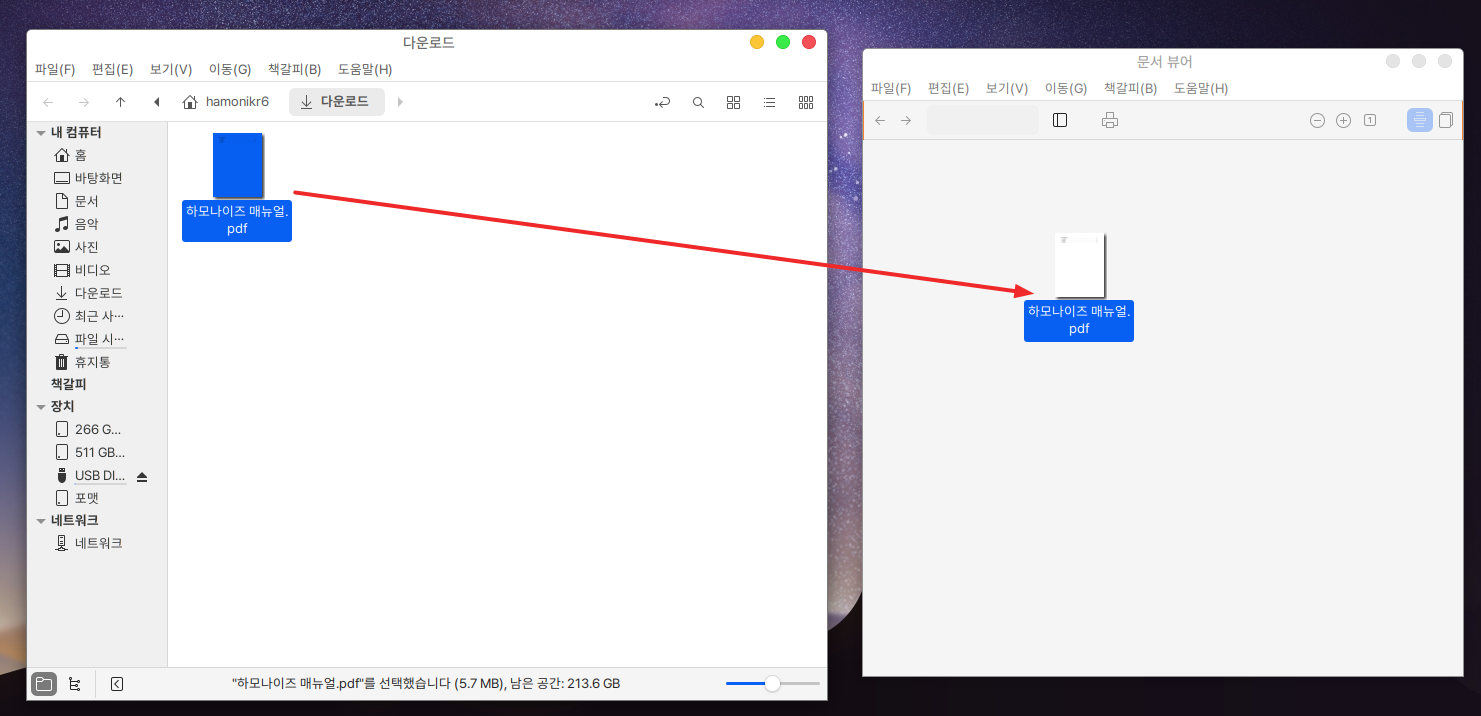 다운로드
파일(F) 편집(E) 보기(V) 이동(G) 책갈피(B) 도움말(H)
hamonikr6 다운로드
내 컴퓨터
홈
바탕화면
문서
음악
사진
비디오
다운로드
최근 사…
파일 시…
휴지통
책갈피
장치
266 G…
511 GB…
USB DI…
포맷
네트워크
네트워크
하모나이즈 매뉴얼.
pdf
"하모나이즈 매뉴얼.pdf"를 선택했습니다 (5.7 MB), 남은 공간: 213.6 GB
문서 뷰어
파일(F) 편집(E) 보기(V) 이동(G) 책갈피(B) 도움말(H)
1
하모나이즈 매뉴얼.
pdf